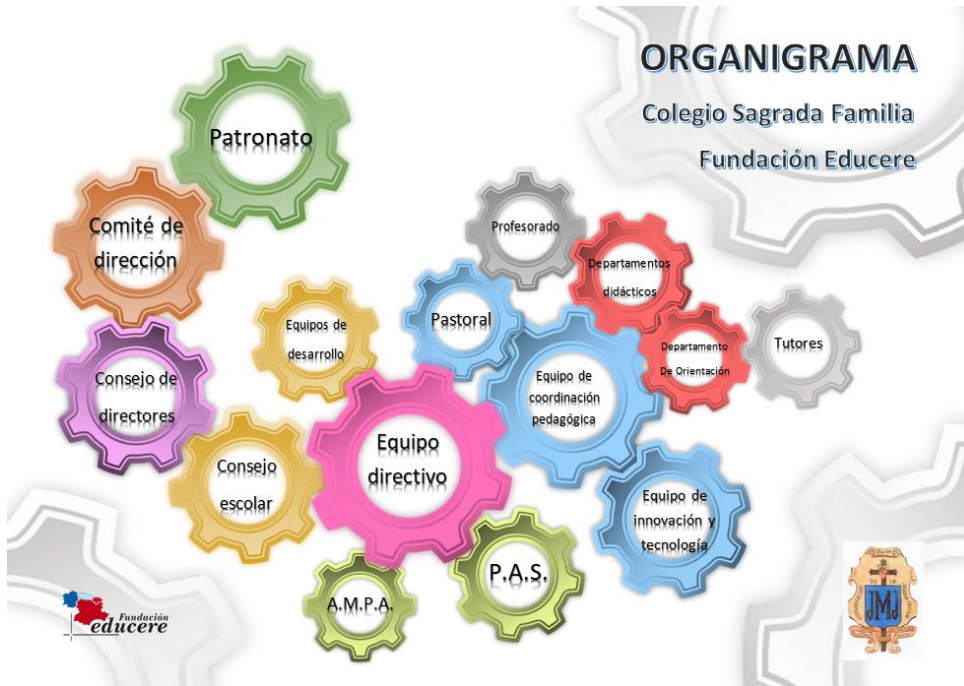 ORGANIGRAMA
Colegio Sagrada Familia
Fundación Educere
Patronato
Comité de
dirección
Consejo de
directores
Consejo
escolar
Equipos de
desarrollo
Equipo
directivo
A.M.P.A.
P.A.S.
Pastoral
Profesorado
Departamentos
didácticos
Departamento
De Orientación
Tutores
Equipo de
coordinación
pedagógica
Equipo de
innovación y
tecnología
Fundación
educere